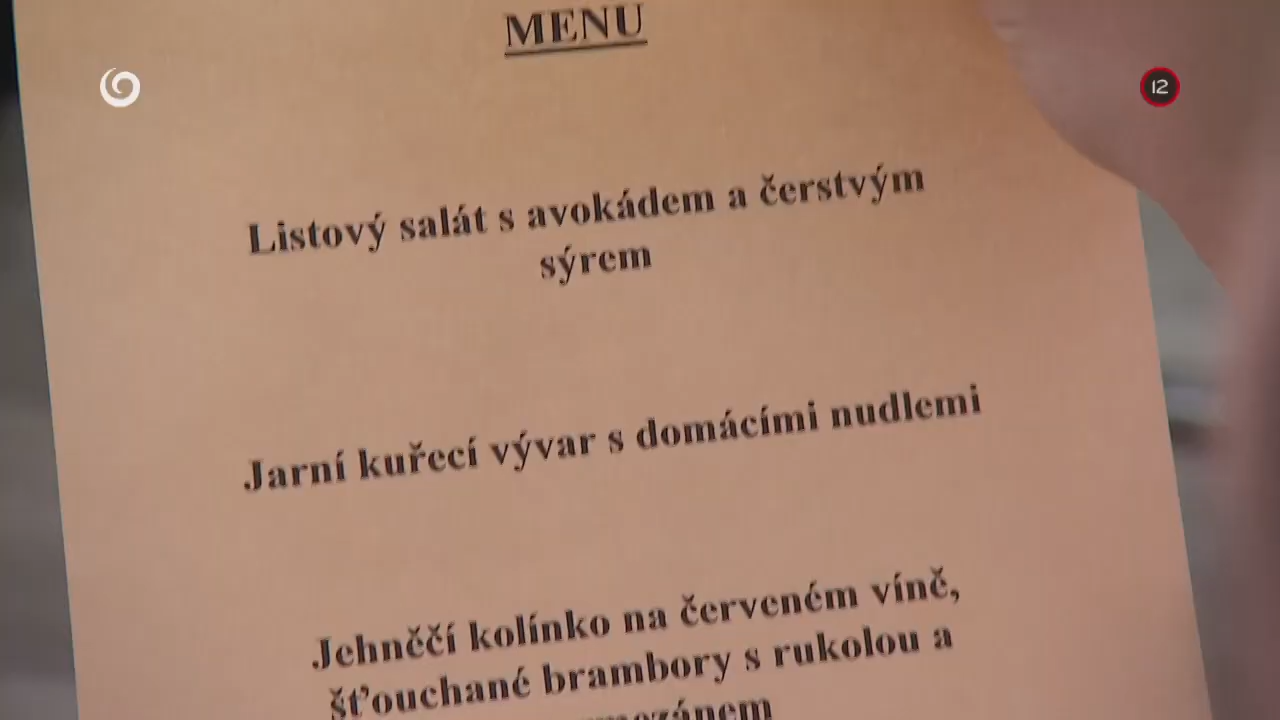 MENU
12
Listový salát s avokádem a čerstvým
sýrem
Jarní kuřecí vývar s domácími nudlemi
Jehněčí kolínko na červeném víně,
šťouchané brambory s rukolou a